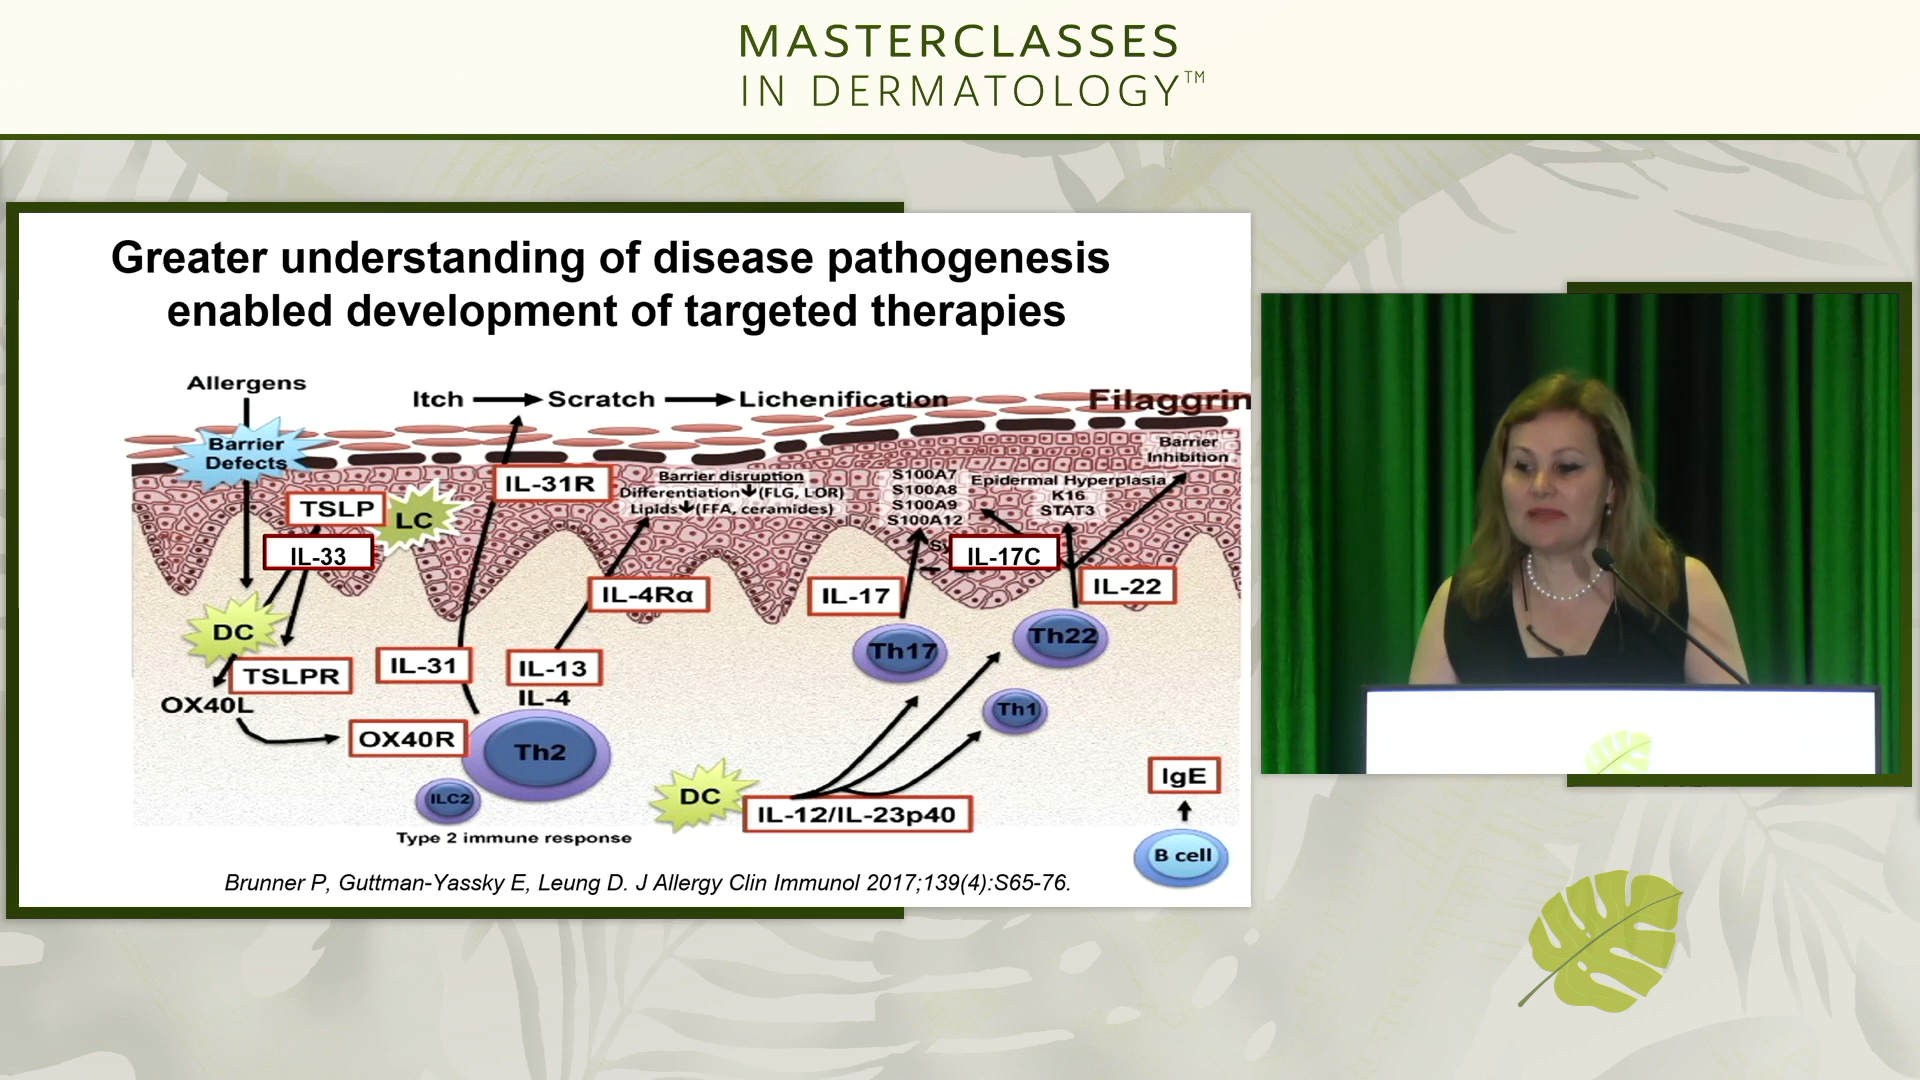 MASTERCLASSES
IN DERMATOLOGY™
Greater understanding of disease pathogenesis
enabled development of targeted therapies
Allergens
Itch
Scratch
Lichenification
Filaggrin
Barrier
Defects
Barrier
Inhibition
IL-31R
Barrier disruption
Differentiation (FLG, LOR)
Lipids (FFA, ceramides)
S100A7
S100A8
S100A9
S100A12
Epidermal Hyperplasia
K16
STAT3
TSLP
LC
IL-33
IL-17C
IL-4Rα
IL-17
IL-22
DC
Th17
Th22
TSLPR
IL-31
IL-13
IL-4
OX40L
Th1
OX40R
Th2
ILC2
DC
IL-12/IL-23p40
IgE
Type 2 immune response
B cell
Brunner P, Guttman-Yassky E, Leung D. J Allergy Clin Immunol 2017;139(4):S65-76.